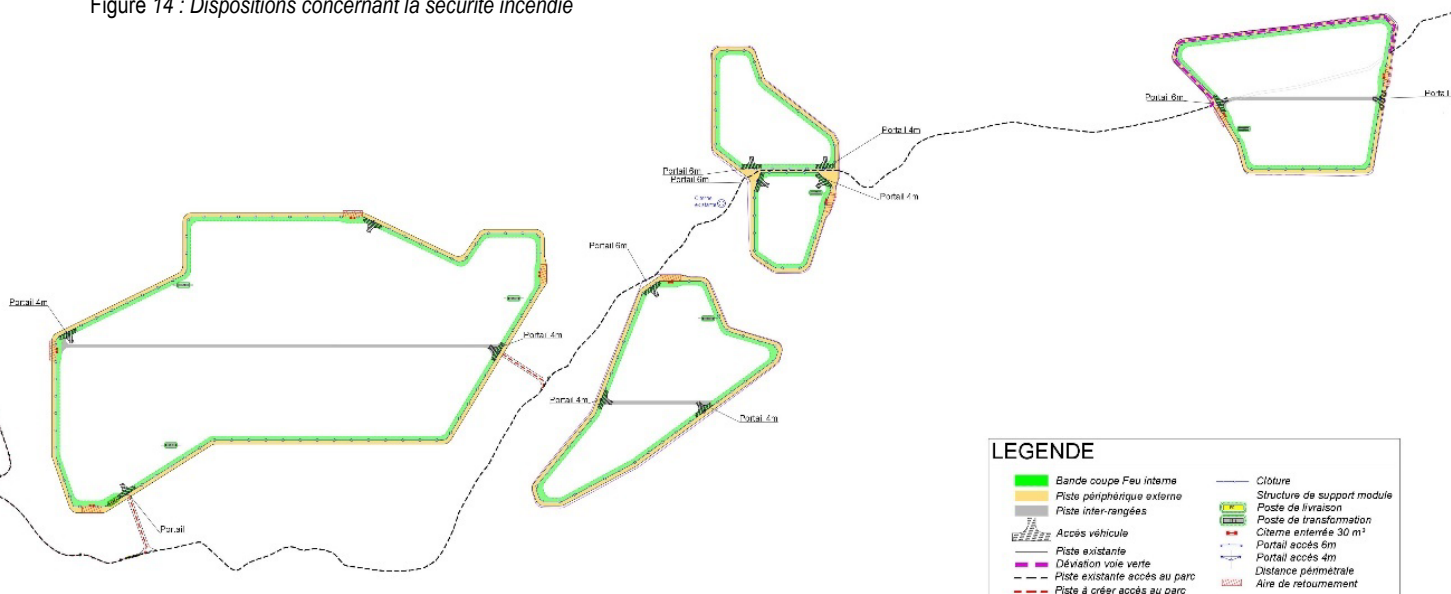 Figure 14 : Dispositions concernant la sécurité incendie
Portail 6m
Portail
Portail 4m
Portail 6m
Portail 6m
Portail 4m
Citerne
existante
Portail 6m
Portail 4m
Portail 4m
Portail 4m
Portail 4m
Portail
LEGENDE
Bande coupe Feu interne
Piste périphérique externe
Piste inter-rangées
Accès véhicule
Piste existante
Déviation voie verte
Piste existante accès au parc
Piste à créer accès au parc
Clôture
Structure de support module
Poste de livraison
Poste de transformation
Citerne enterrée 30 m³
Portail accès 6m
Portail accès 4m
Distance périmétrale
Aire de retournement